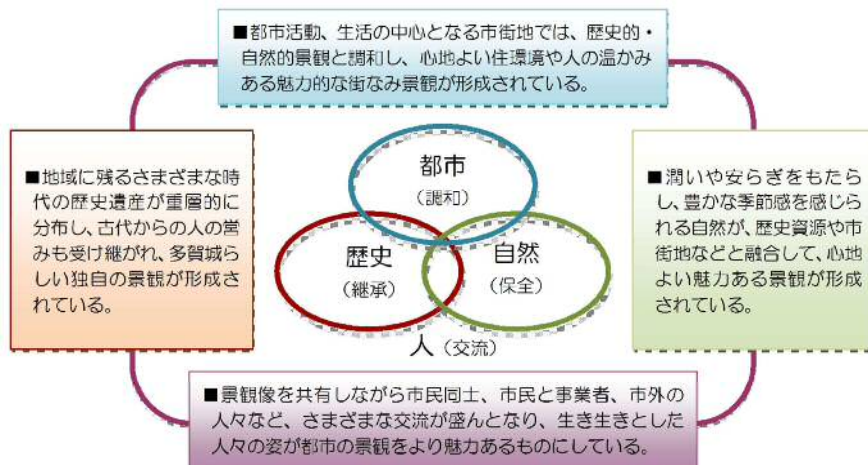 ■都市活動、生活の中心となる市街地では、歴史的・
自然的景観と調和し、心地よい住環境や人の温かみ
ある魅力的な街なみ景観が形成されている。
■地域に残るさまざまな時
代の歴史遺産が重層的に
分布し、古代からの人の営
みも受け継がれ、多賀城ら
しい独自の景観が形成さ
れている。
都市
(調和)
歴史
(継承)
自然
(保全)
人(交流)
■潤いや安らぎをもたら
し、豊かな季節感を感じら
れる自然が、歴史資源や市
街地などと融合して、心地
よい魅力ある景観が形成
されている。
■景観像を共有しながら市民同士、市民と事業者、市外の
人々など、さまざまな交流が盛んとなり、生き生きとした
人々の姿が都市の景観をより魅力あるものにしている。